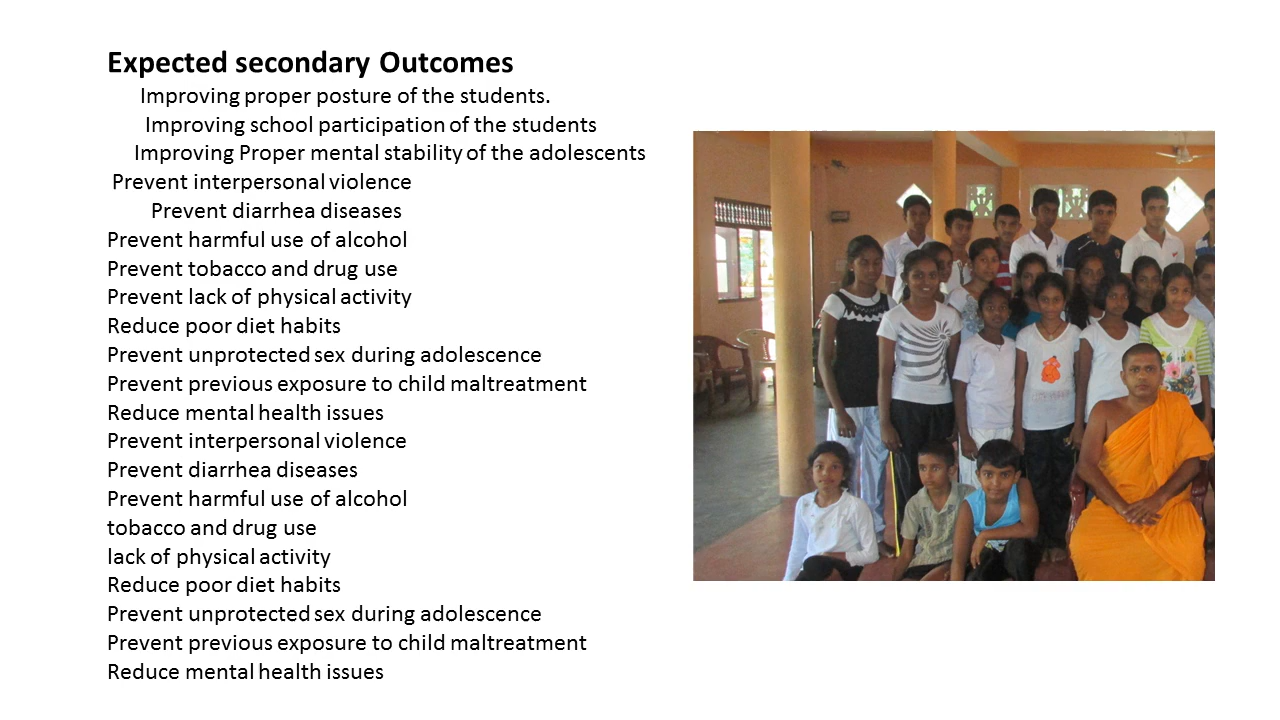 Expected secondary Outcomes
Improving proper posture of the students.
Improving school participation of the students
Improving Proper mental stability of the adolescents
Prevent interpersonal violence
Prevent diarrhea diseases
Prevent harmful use of alcohol
Prevent tobacco and drug use
Prevent lack of physical activity
Reduce poor diet habits
Prevent unprotected sex during adolescence
Prevent previous exposure to child maltreatment
Reduce mental health issues
Prevent interpersonal violence
Prevent diarrhea diseases
Prevent harmful use of alcohol
tobacco and drug use
lack of physical activity
Reduce poor diet habits
Prevent unprotected sex during adolescence
Prevent previous exposure to child maltreatment
Reduce mental health issues